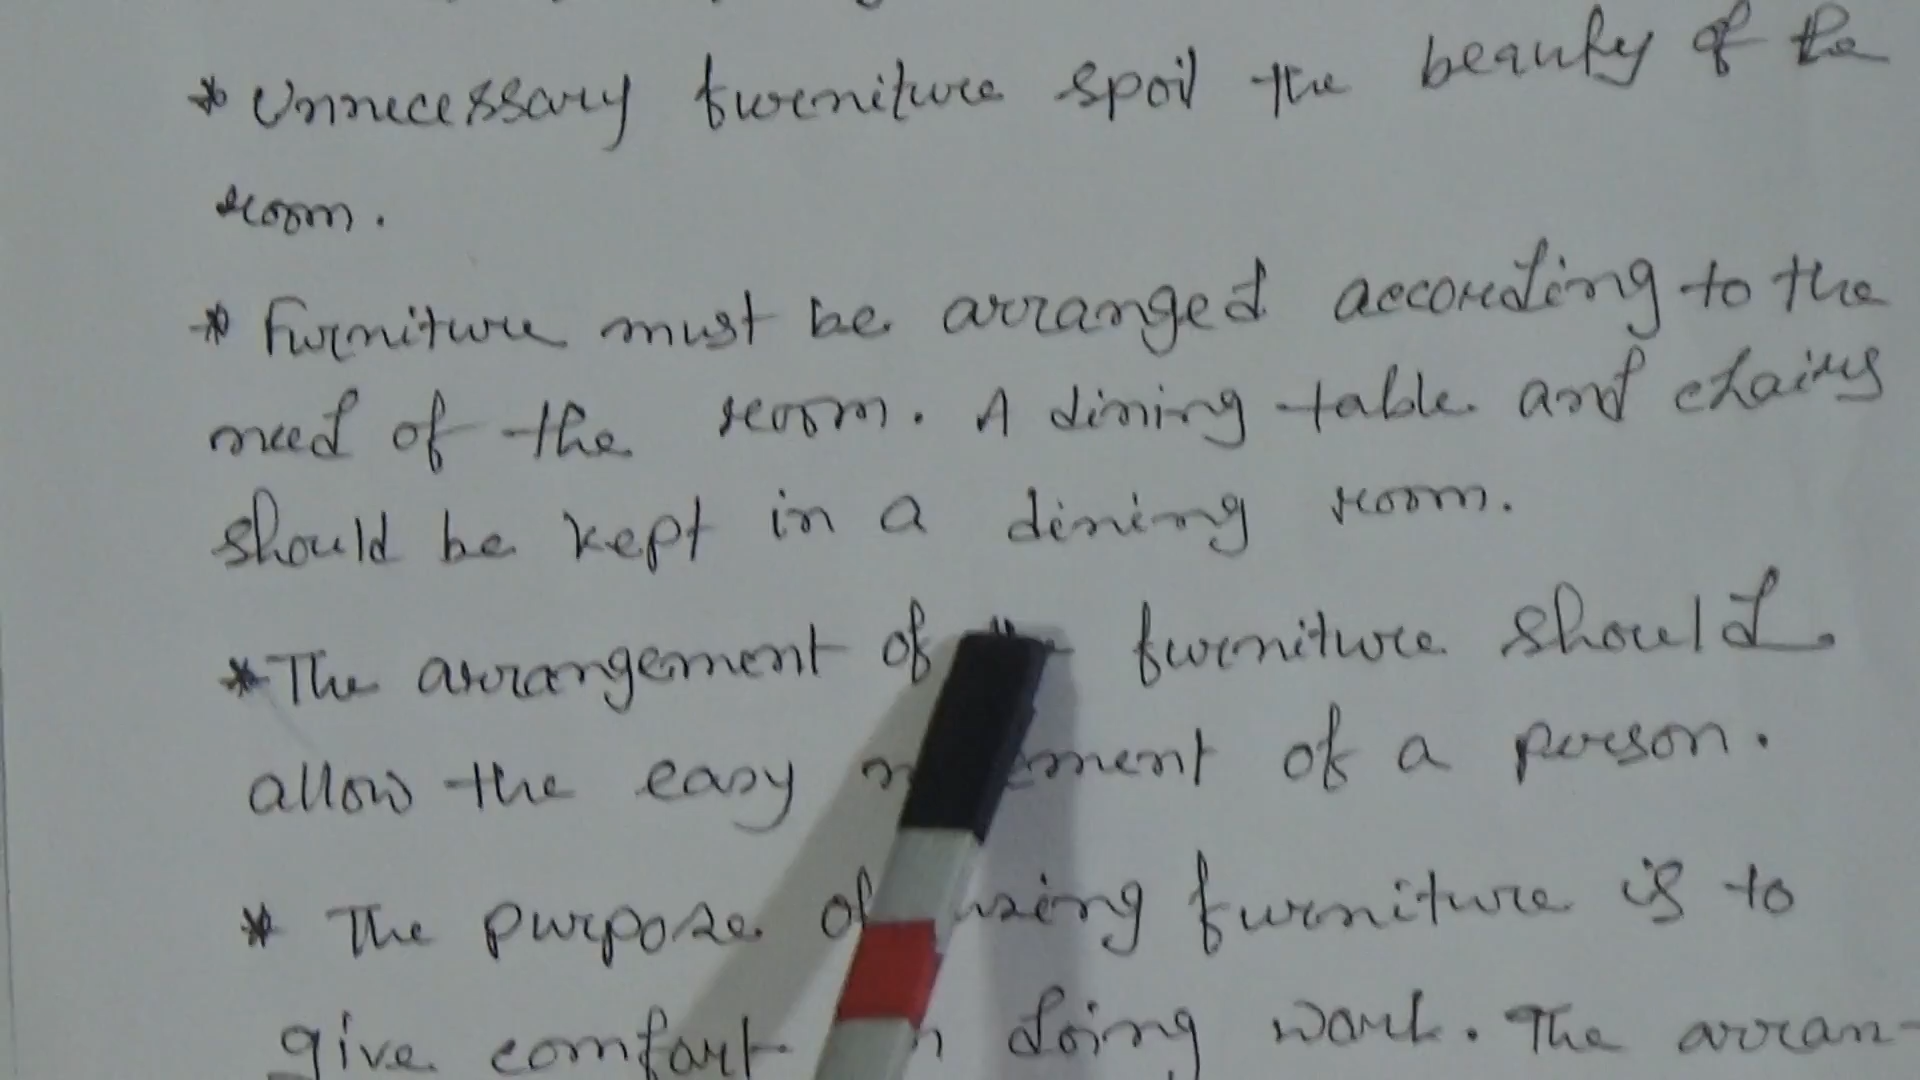 * Unnecessary furniture spoil the beauty of the
room.
* Furniture must be arranged according to the
need of the room. A dining table and chairs
should be kept in a dining room.
* The arrangement of furniture should
allow the easy of a person.
* The purpose of using furniture is to
give comfort doing work. The arran-